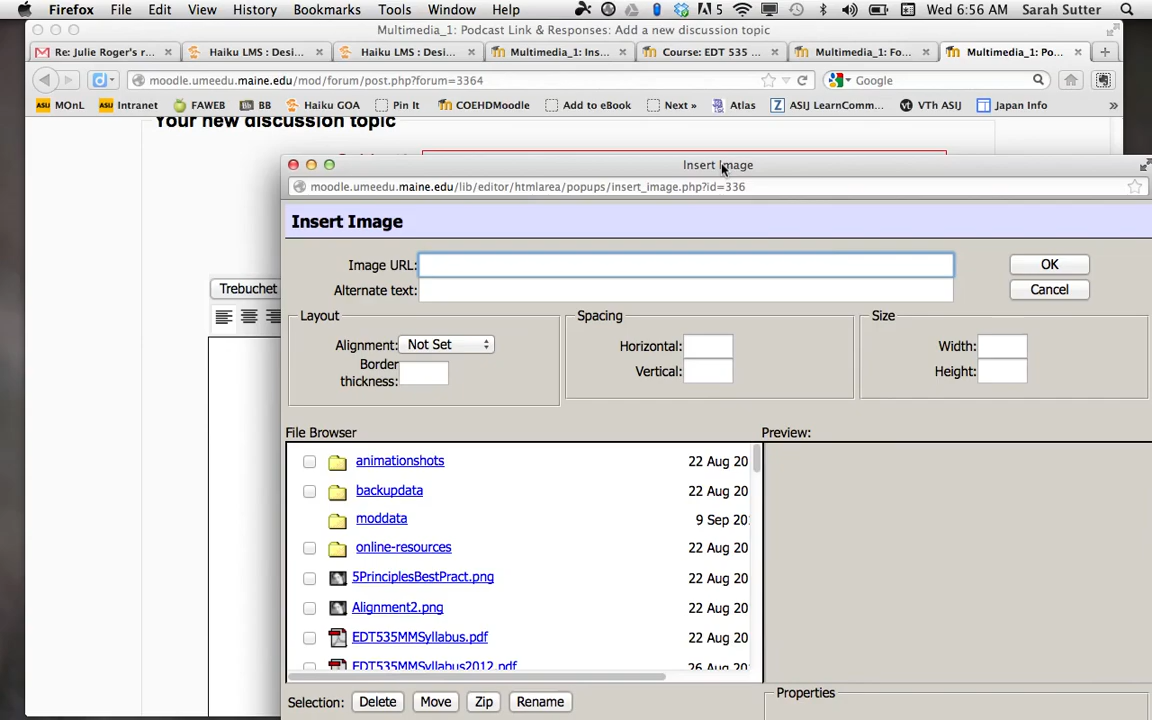 Firefox File Edit View History Bookmarks Tools Window Help 5 Wed 6:56 AM Sarah Sutter
Multimedia_1: Podcast Link & Responses: Add a new discussion topic
Re: Julie Roger's r... Haiku LMS : Desi... Haiku LMS : Desi... Multimedia_1: Ins... Course: EDT 535 ... Multimedia_1: Fo... Multimedia_1: Po...
moodle.umeedu.maine.edu/mod/forum/post.php?forum=3364 Google
MOnL Intranet FAWEB BB Haiku GOA Pin It COEHDMoodle Add to eBook Next » Atlas ASIJ LearnComm... VTh ASIJ Japan Info »
Your new discussion topic
Insert Image
moodle.umeedu.maine.edu/lib/editor/htmlarea/popups/insert_image.php?id=336
Insert Image
Image URL: OK
Alternate text: Cancel
Trebuchet
Layout Spacing Size
Alignment: Not Set Horizontal: Width:
Border thickness: Vertical: Height:
File Browser Preview:
animationshots 22 Aug 20
backupdata 22 Aug 20
moddata 9 Sep 20
online-resources 22 Aug 20
5PrinciplesBestPract.png 22 Aug 20
Alignment2.png 22 Aug 20
EDT535MMSyllabus.pdf 22 Aug 20
EDT535MMSyllabus2012.pdf 26 Aug 20
Selection: Delete Move Zip Rename Properties